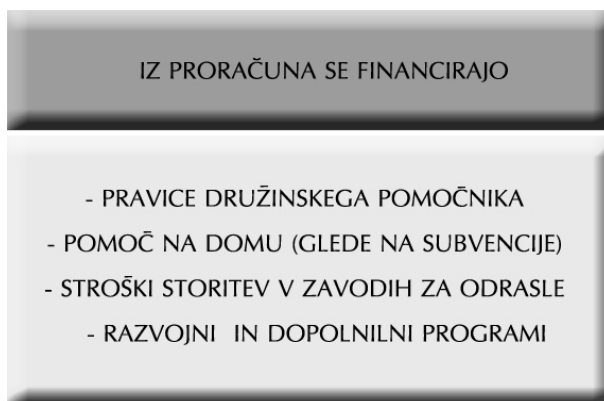 IZ PRORAČUNA SE FINANCIRAJO
- PRAVICE DRUŽINSKEGA POMOČNIKA
- POMOČ NA DOMU (GLEDE NA SUBVENCIJE)
- STROŠKI STORITEV V ZAVODIH ZA ODRASLE
- RAZVOJNI IN DOPOLNILNI PROGRAMI